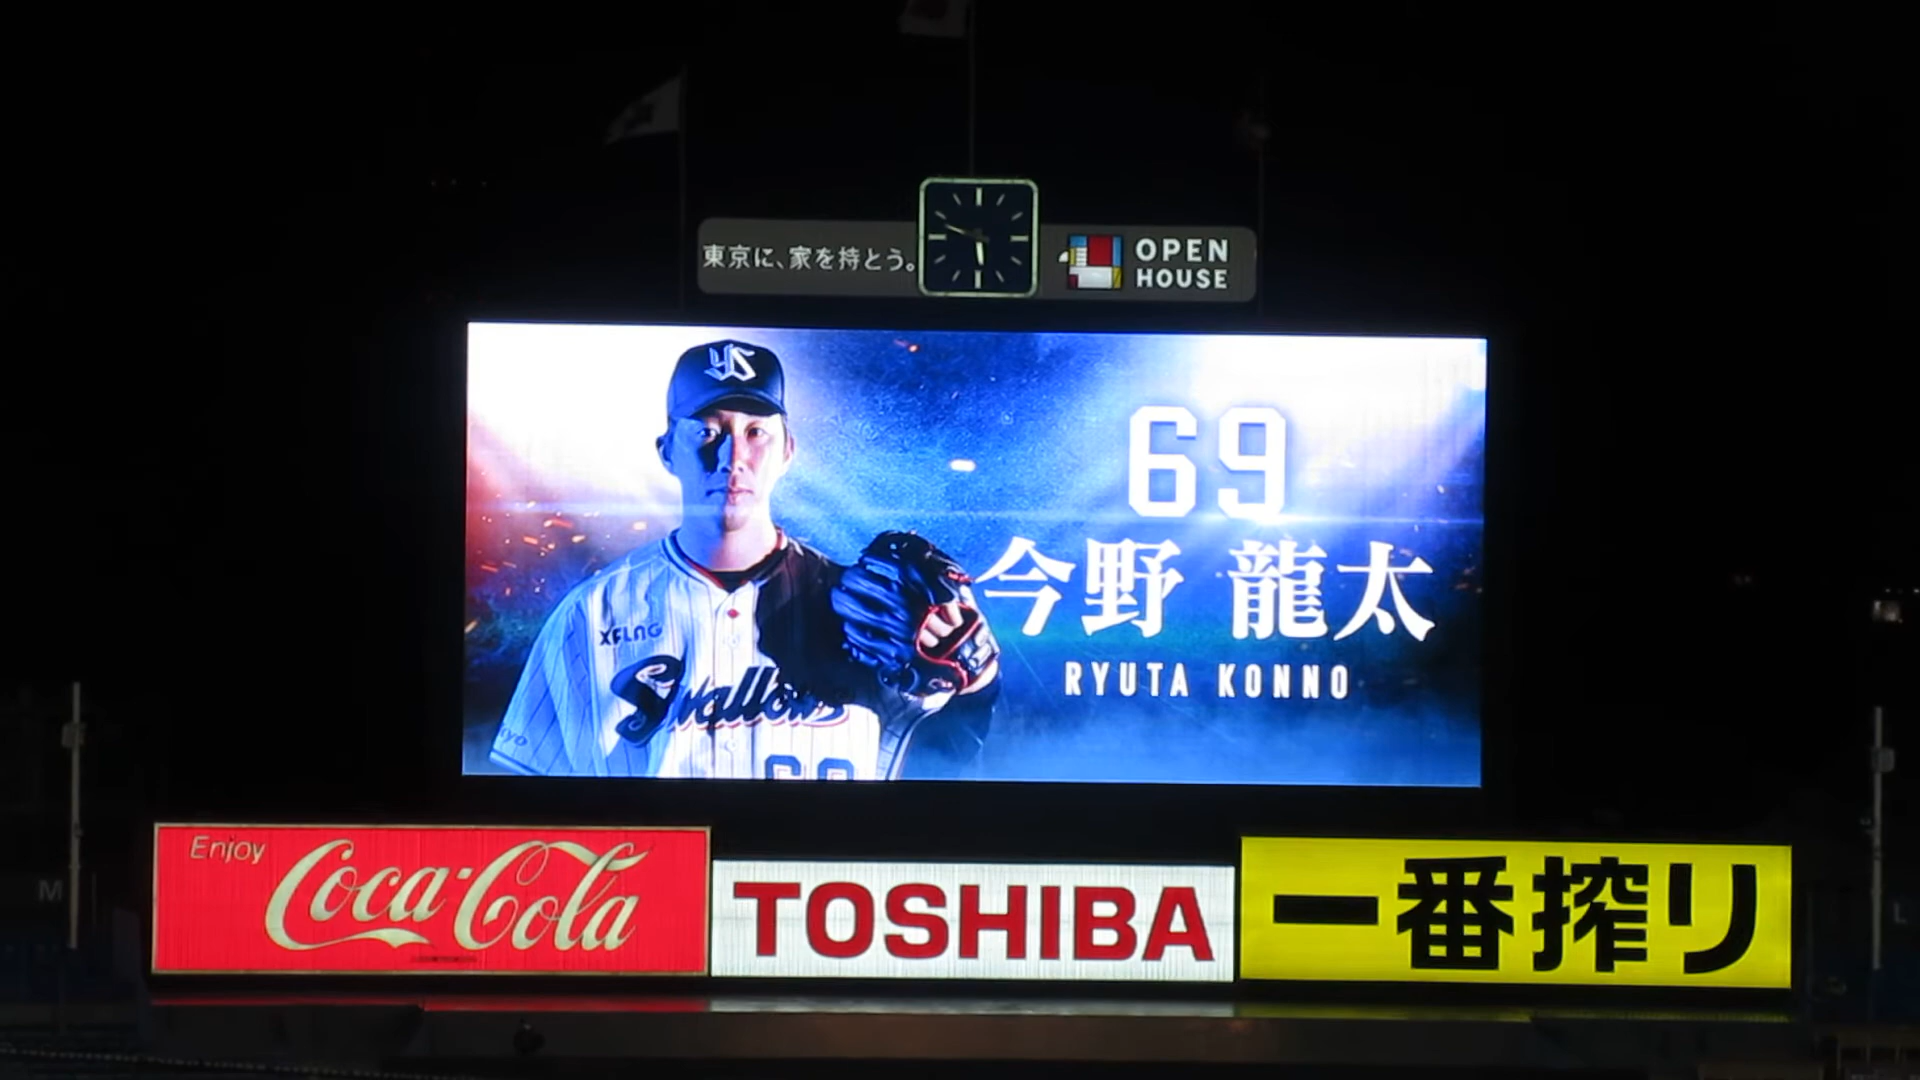 東京に、家を持とう。
OPEN
HOUSE
YS
69
今野 龍太
RYUTA KONNO
XFLAG
Swallows
69
Enjoy
Coca-Cola
TOSHIBA
一番搾り
M
L